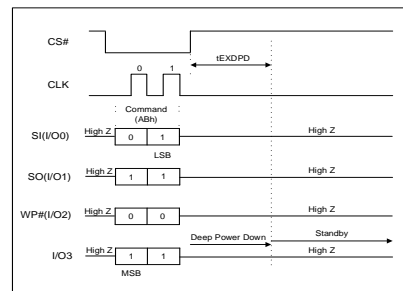 CS#
tEXDPD
0 1
CLK
Command
(ABh)
SI(I/O0) High Z 0 1 High Z
LSB
SO(I/O1) High Z 1 1 High Z
WP#(I/O2) High Z 0 0 High Z
Deep Power Down Standby
I/O3 High Z 1 1 High Z
MSB